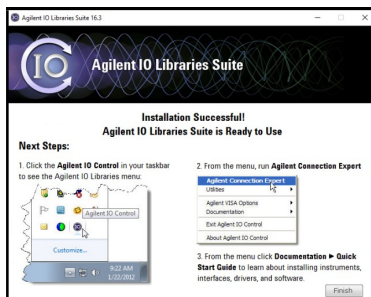 Agilent IO Libraries Suite 16.3
IO
Agilent IO Libraries Suite
Installation Successful!
Agilent IO Libraries Suite is Ready to Use
Next Steps:
1. Click the Agilent IO Control in your taskbar
to see the Agilent IO Libraries menu:
Agilent IO Control
Customize...
9:22 AM
1/22/2012
2. From the menu, run Agilent Connection Expert
Agilent Connection Expert
Utilities
Agilent VISA Options
Documentation
Exit Agilent IO Control
About Agilent IO Control
3. From the menu click Documentation ► Quick
Start Guide to learn about installing instruments,
interfaces, drivers, and software.
Finish